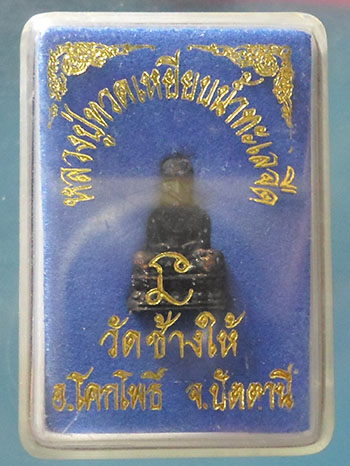 หลวงปู่ทวดเหยียบน้ำทะเลจืด
วัดช้างให้
อ.โคกโพธิ์ จ.ปัตตานี